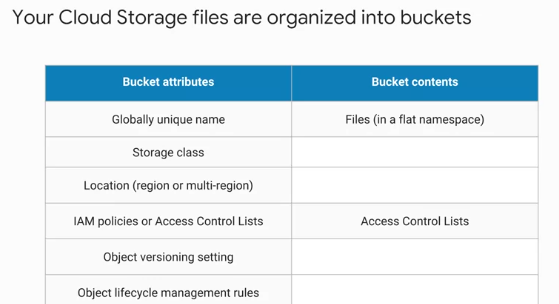 Your Cloud Storage files are organized into buckets
Bucket attributes Bucket contents
Globally unique name Files (in a flat namespace)
Storage class
Location (region or multi-region)
IAM policies or Access Control Lists Access Control Lists
Object versioning setting
Object lifecycle management rules